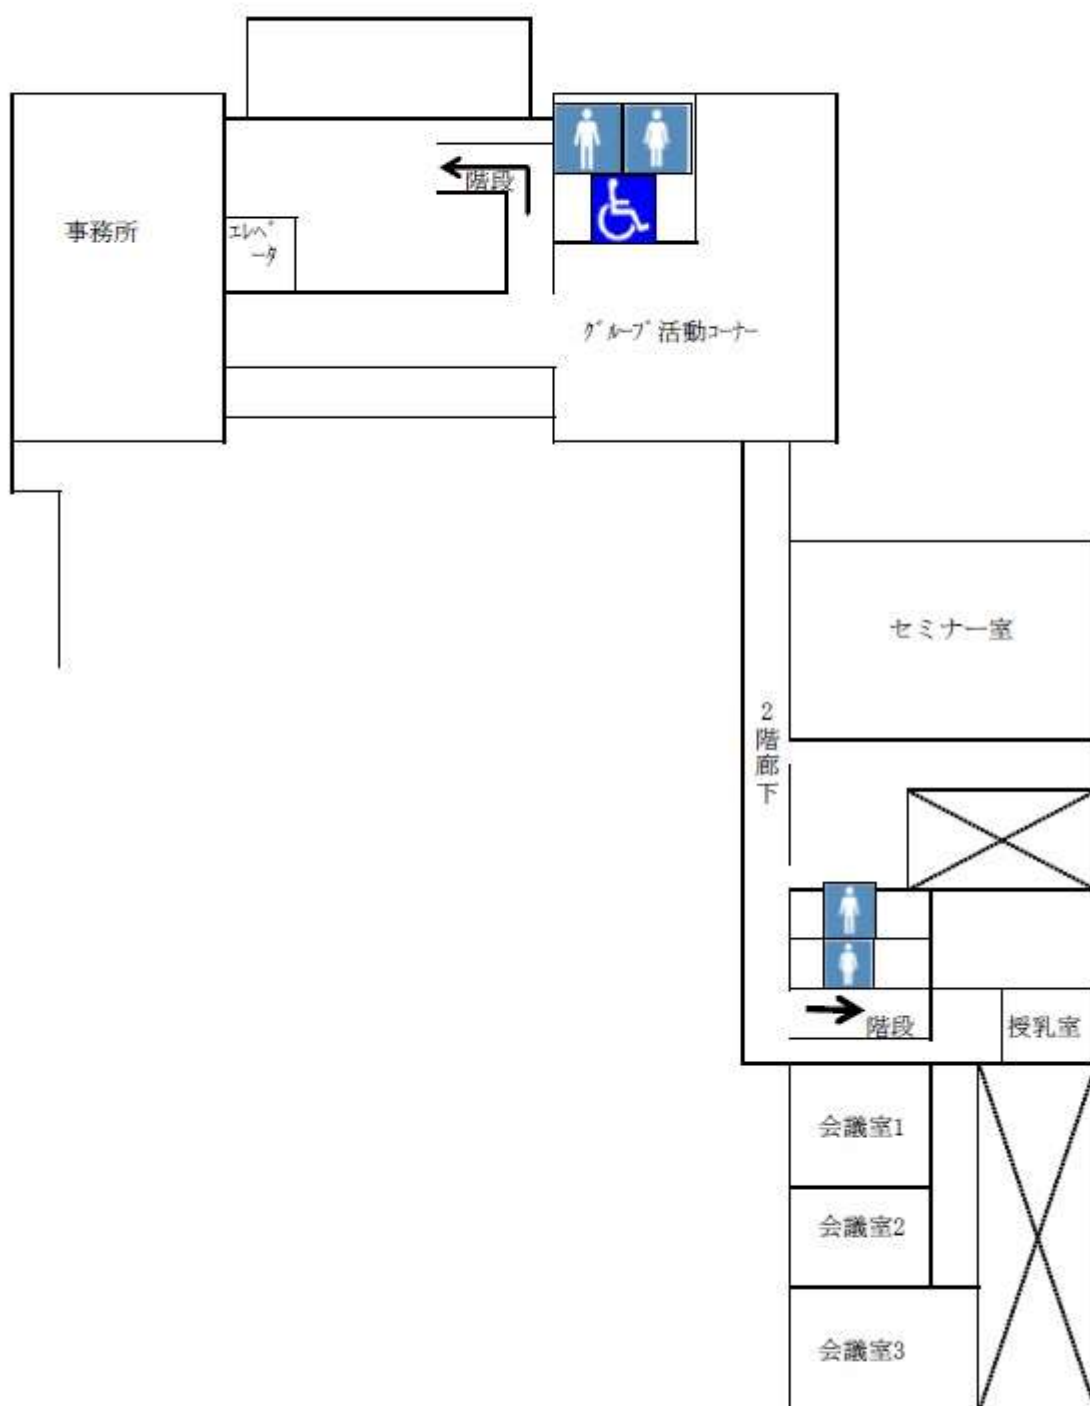 階段
事務所
エレベ
ータ
グループ活動コーナー
セミナー室
2階廊下
階段
授乳室
会議室1
会議室2
会議室3